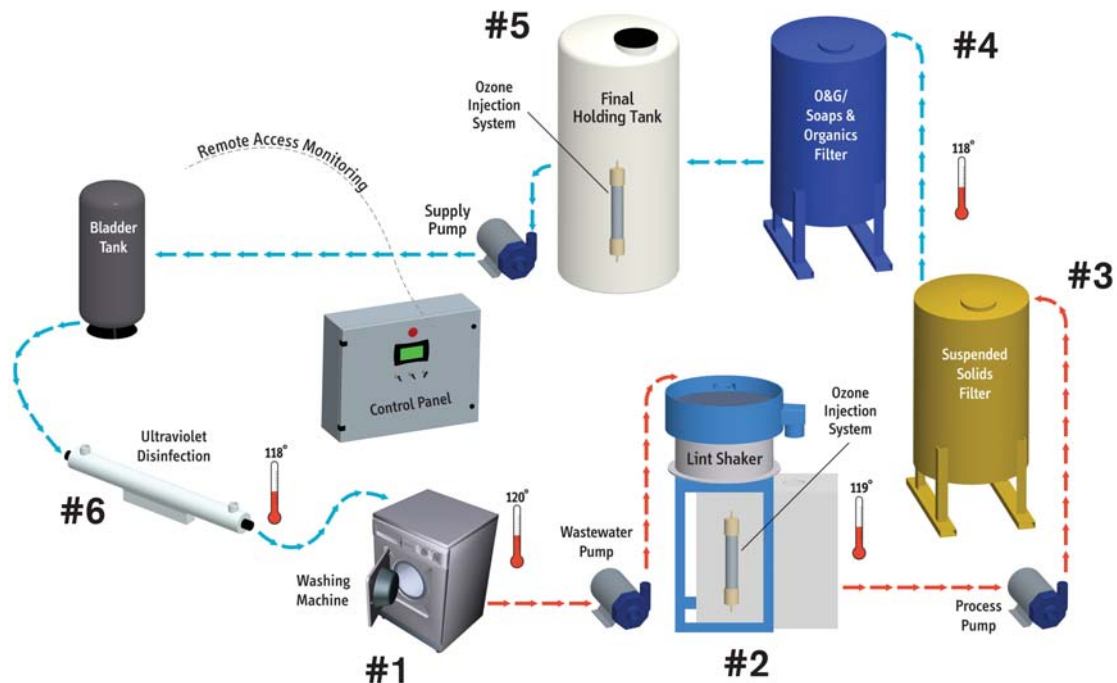 #5
#4
Ozone
Injection
System
Final
Holding Tank
O&G/
Soaps &
Organics
Filter
118°
Remote Access Monitoring
Bladder
Tank
Supply
Pump
#3
Suspended
Solids
Filter
Control Panel
Ozone
Injection
System
Lint Shaker
Ultraviolet
Disinfection
118°
#6
120°
119°
Wastewater
Pump
Washing
Machine
Process
Pump
#1
#2